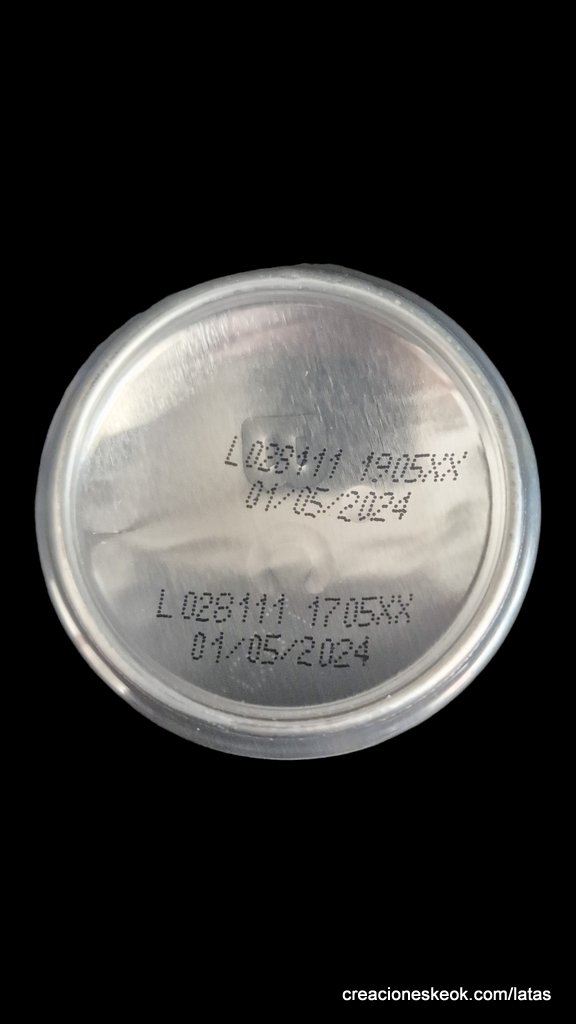 L028111 1905XX
01/05/2024
L028111 1705XX
01/05/2024
creacioneskeok.com/latas